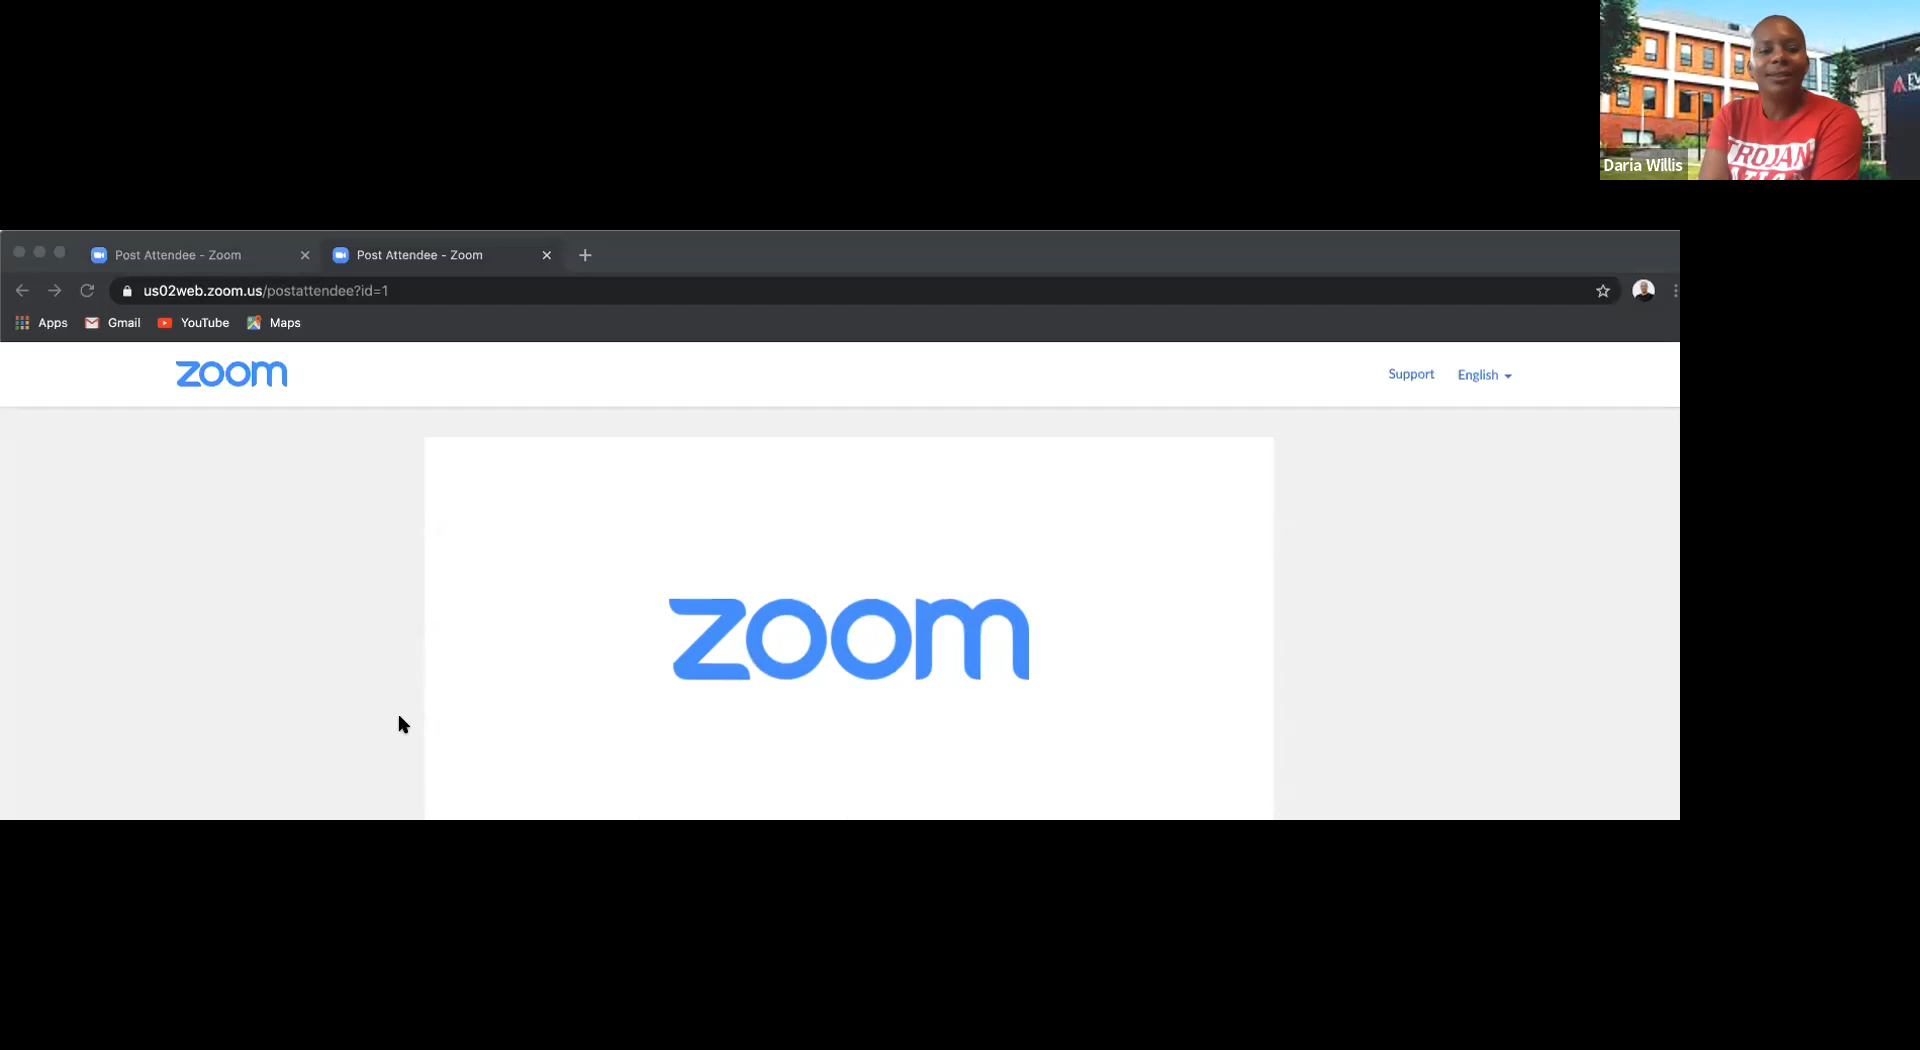 EV
TROJAN
Daria Willis
Post Attendee - Zoom
Post Attendee - Zoom
us02web.zoom.us/postattendee?id=1
Apps
Gmail
YouTube
Maps
zoom
Support
English
zoom